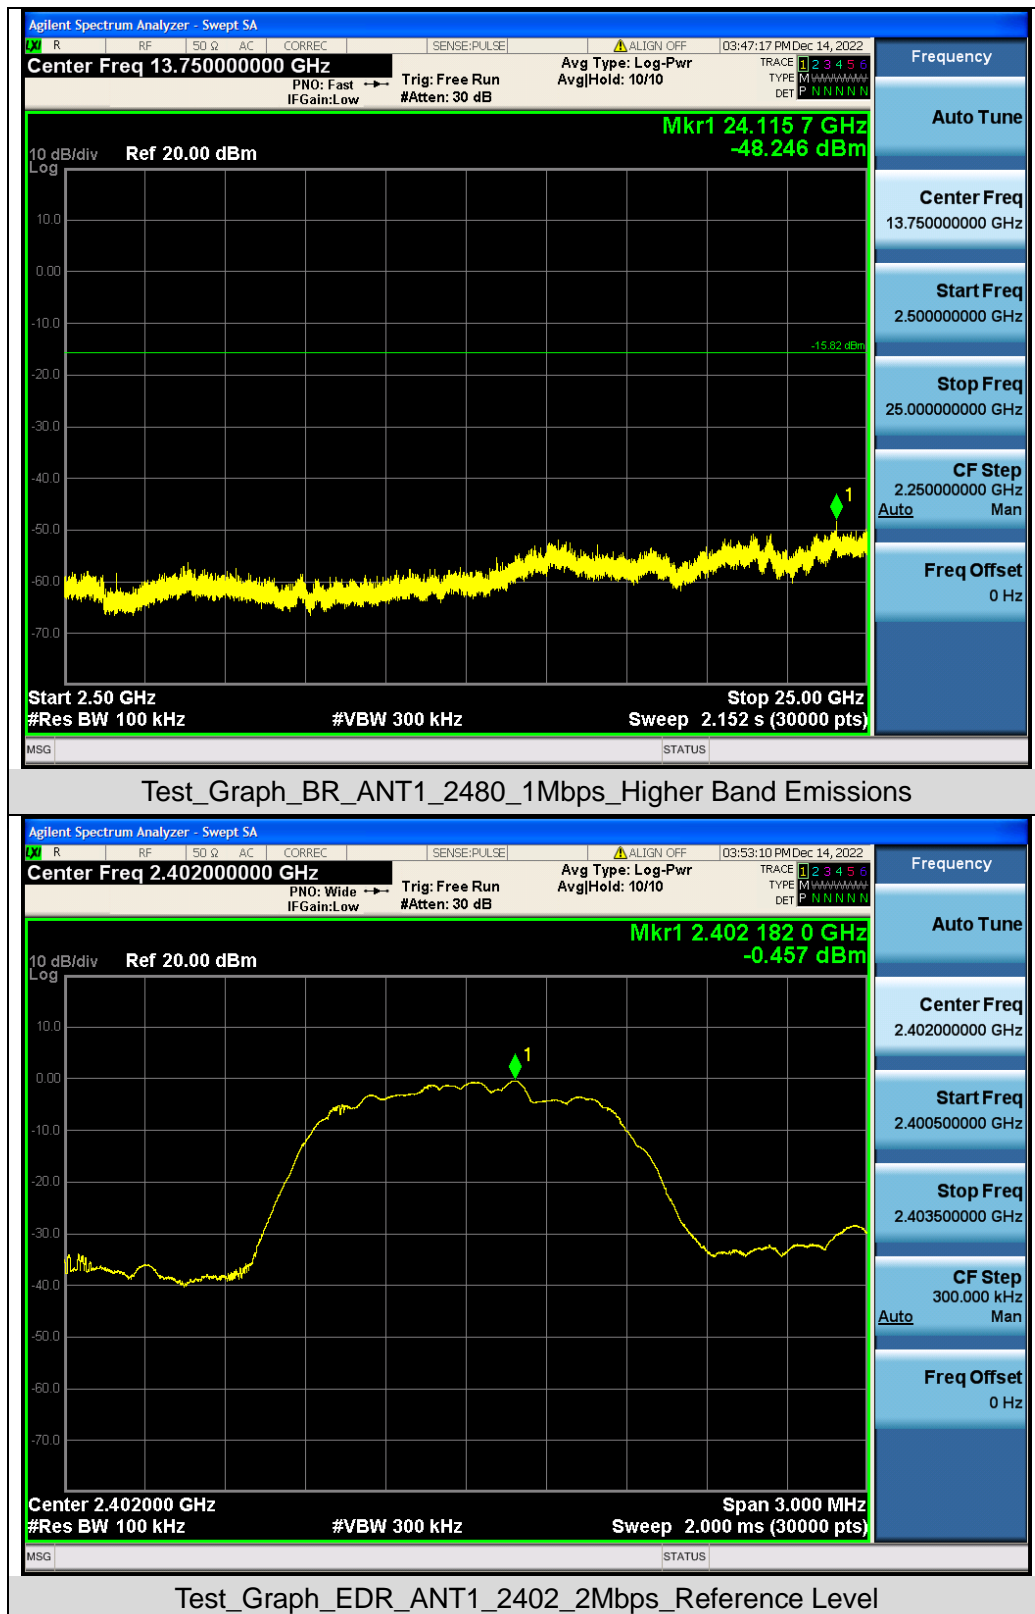 Agilent Spectrum Analyzer - Swept SA
LXI R RF 50 Ω AC CORREC SENSE:PULSE ALIGN OFF 03:47:17 PM Dec 14, 2022
Center Freq 13.750000000 GHz
PNO: Fast
IFGain:Low
Trig: Free Run
#Atten: 30 dB
Avg Type: Log-Pwr
Avg|Hold: 10/10
TRACE 1 2 3 4 5 6
TYPE M
DET P N N N N N
Mkr1 24.115 7 GHz
-48.246 dBm
10 dB/div
Log
Ref 20.00 dBm
10.0
0.00
-10.0
-15.82 dBm
-20.0
-30.0
-40.0
1
-50.0
-60.0
-70.0
Start 2.50 GHz
Stop 25.00 GHz
#Res BW 100 kHz
#VBW 300 kHz
Sweep 2.152 s (30000 pts)
MSG
STATUS
Frequency
Auto Tune
Center Freq
13.750000000 GHz
Start Freq
2.500000000 GHz
Stop Freq
25.000000000 GHz
CF Step
2.250000000 GHz
Auto Man
Freq Offset
0 Hz
Test_Graph_BR_ANT1_2480_1Mbps_Higher Band Emissions
Agilent Spectrum Analyzer - Swept SA
LXI R RF 50 Ω AC CORREC SENSE:PULSE ALIGN OFF 03:53:10 PM Dec 14, 2022
Center Freq 2.402000000 GHz
PNO: Wide
IFGain:Low
Trig: Free Run
#Atten: 30 dB
Avg Type: Log-Pwr
Avg|Hold: 10/10
TRACE 1 2 3 4 5 6
TYPE M
DET P N N N N N
Mkr1 2.402 182 0 GHz
-0.457 dBm
10 dB/div
Log
Ref 20.00 dBm
10.0
1
0.00
-10.0
-20.0
-30.0
-40.0
-50.0
-60.0
-70.0
Center 2.402000 GHz
Span 3.000 MHz
#Res BW 100 kHz
#VBW 300 kHz
Sweep 2.000 ms (30000 pts)
MSG
STATUS
Frequency
Auto Tune
Center Freq
2.402000000 GHz
Start Freq
2.400500000 GHz
Stop Freq
2.403500000 GHz
CF Step
300.000 kHz
Auto Man
Freq Offset
0 Hz
Test_Graph_EDR_ANT1_2402_2Mbps_Reference Level